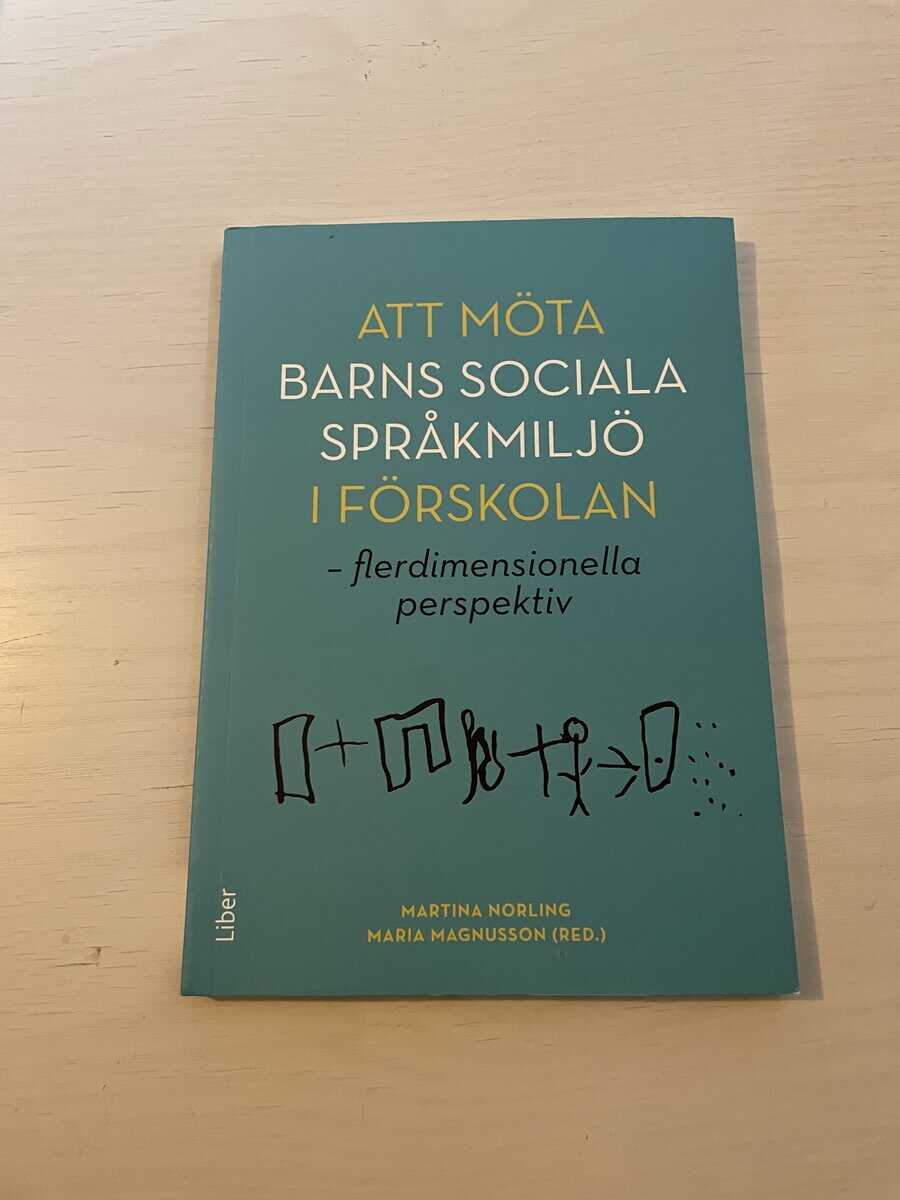 ATT MÖTA
BARNS SOCIALA
SPRÅKMILJÖ
I FÖRSKOLAN
– flerdimensionella
perspektiv
MARTINA NORLING
MARIA MAGNUSSON (RED.)
Liber